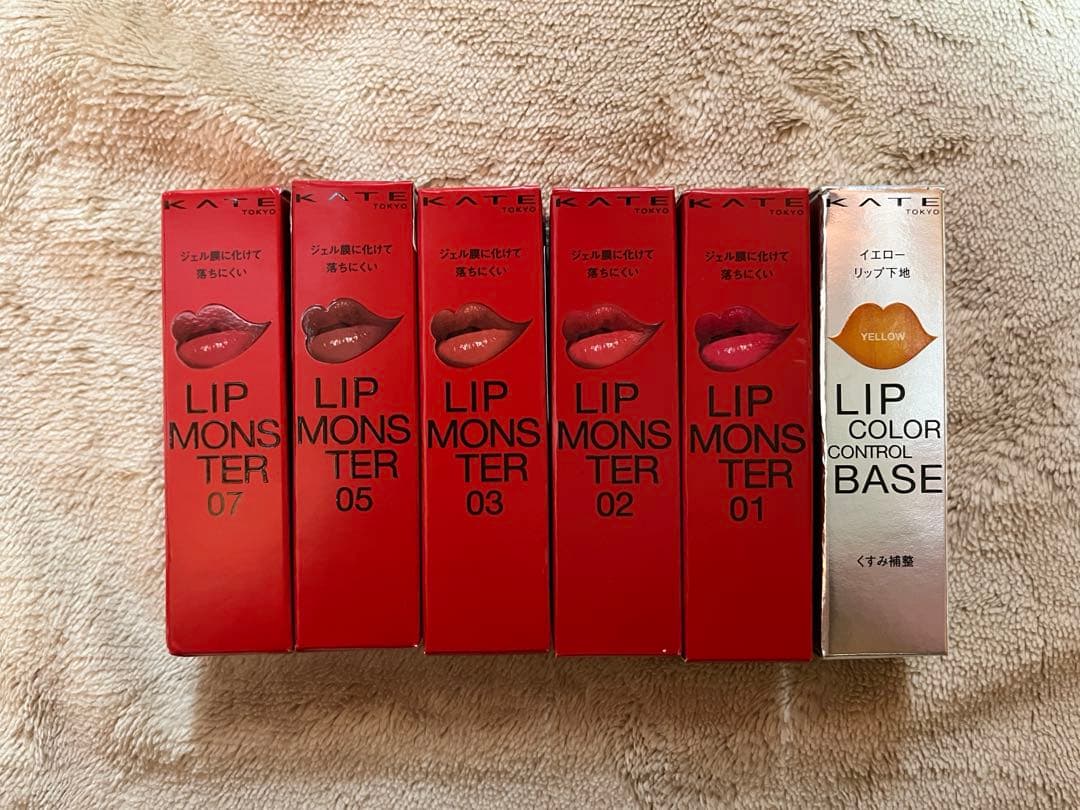 KATE
TOKYO
ジェル膜に化けて
落ちにくい
LIP
MONS
TER
07
KATE
TOKYO
ジェル膜に化けて
落ちにくい
LIP
MONS
TER
05
KATE
TOKYO
ジェル膜に化けて
落ちにくい
LIP
MONS
TER
03
KATE
TOKYO
ジェル膜に化けて
落ちにくい
LIP
MONS
TER
02
KATE
TOKYO
ジェル膜に化けて
落ちにくい
LIP
MONS
TER
01
KATE
TOKYO
イエロー
リップ下地
YELLOW
LIP
COLOR
CONTROL
BASE
くすみ補整